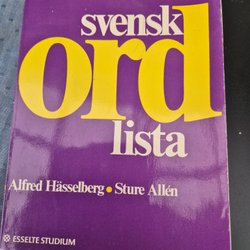 svensk
ord
lista
Alfred Hässelberg • Sture Allén
ESSELTE STUDIUM